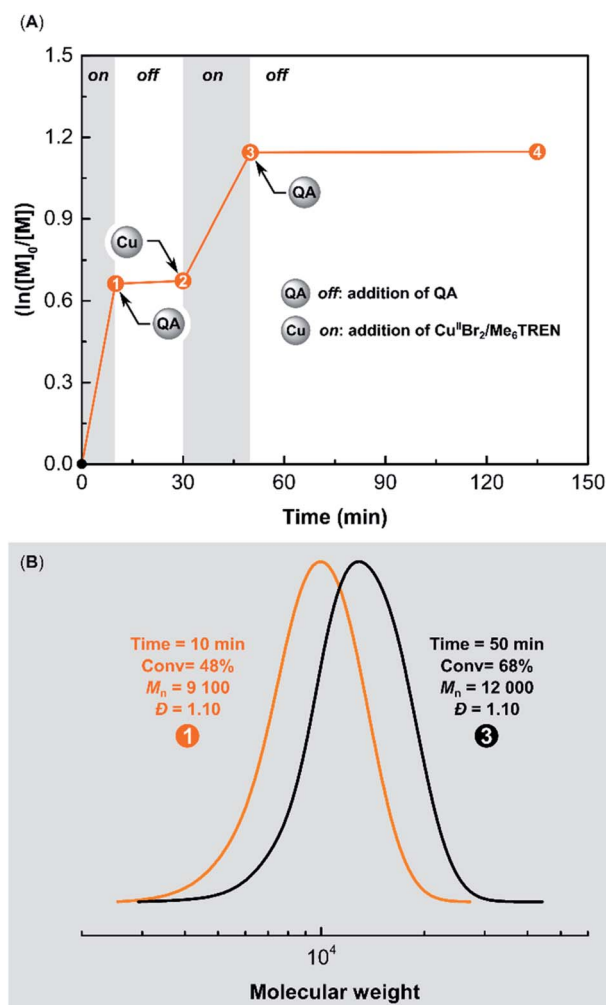 (A)
on off on off
1.5
1.2
0.9
0.6
0.3
0.0
(ln([M]₀/[M])
3
4
QA
Cu
2
1
QA
QA off: addition of QA
Cu on: addition of CuᴵᴵBr₂/Me₆TREN
0 30 60 90 120 150
Time (min)
(B)
Time = 10 min
Conv= 48%
Mₙ = 9 100
Đ = 1.10
1
Time = 50 min
Conv= 68%
Mₙ = 12 000
Đ = 1.10
3
10⁴
Molecular weight